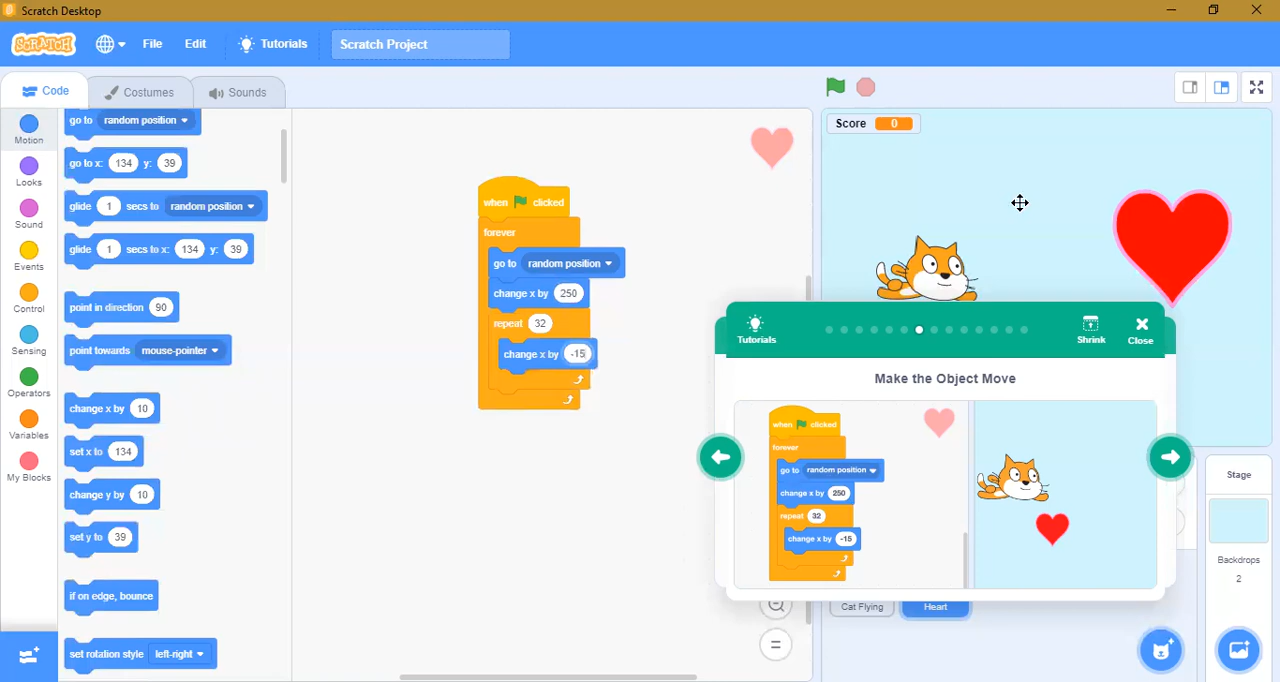 Scratch Desktop
SCRATCH File Edit Tutorials Scratch Project
Code Costumes Sounds
Motion
Looks
Sound
Events
Control
Sensing
Operators
Variables
My Blocks
go to random position
go to x: 134 y: 39
glide 1 secs to random position
glide 1 secs to x: 134 y: 39
point in direction 90
point towards mouse-pointer
change x by 10
set x to 134
change y by 10
set y to 39
if on edge, bounce
set rotation style left-right
when clicked
forever
go to random position
change x by 250
repeat 32
change x by -15
Score 0
Tutorials
Shrink
Close
Make the Object Move
when clicked
forever
go to random position
change x by 250
repeat 32
change x by -15
Cat Flying
Heart
Stage
Backdrops
2